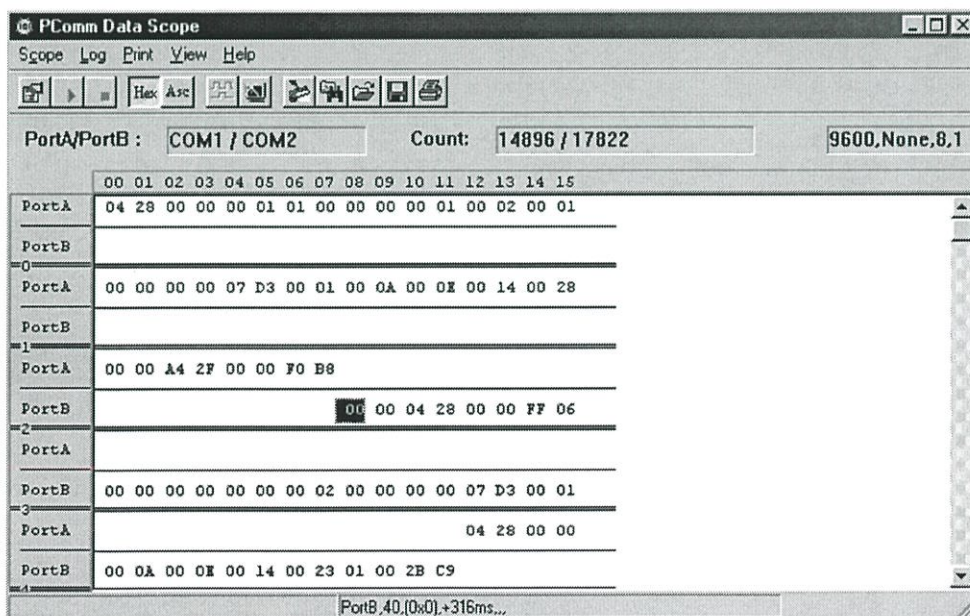 PComm Data Scope
Scope Log Print View Help
Hex Asc
PortA/PortB : COM1 / COM2 Count: 14896 / 17822 9600,None,8,1
00 01 02 03 04 05 06 07 08 09 10 11 12 13 14 15
PortA 04 28 00 00 00 01 01 00 00 00 00 01 00 02 00 01
PortB
0
PortA 00 00 00 00 07 D3 00 01 00 0A 00 0E 00 14 00 28
PortB
1
PortA 00 00 A4 2F 00 00 F0 B8
PortB 00 00 04 28 00 00 FF 06
2
PortA
PortB 00 00 00 00 00 00 00 02 00 00 00 00 07 D3 00 01
3
PortA 04 28 00 00
PortB 00 0A 00 0E 00 14 00 23 01 00 2B C9
4
PortB,40,(0x0),+316ms,,,